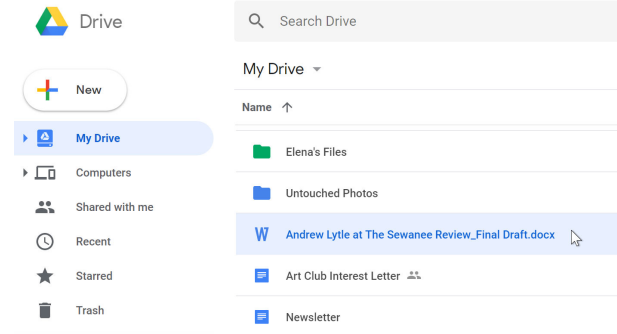 Drive
Search Drive
New
My Drive
Name
My Drive
Computers
Shared with me
Recent
Starred
Trash
Elena's Files
Untouched Photos
Andrew Lytle at The Sewanee Review_Final Draft.docx
Art Club Interest Letter
Newsletter